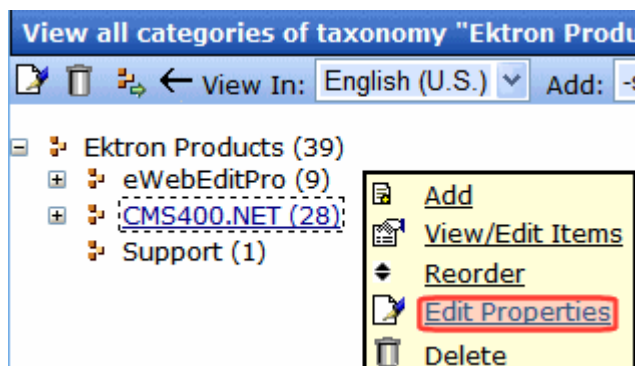 View all categories of taxonomy "Ektron Produ
View In: English (U.S.) Add: -s
Ektron Products (39)
eWebEditPro (9)
CMS400.NET (28)
Support (1)
Add
View/Edit Items
Reorder
Edit Properties
Delete